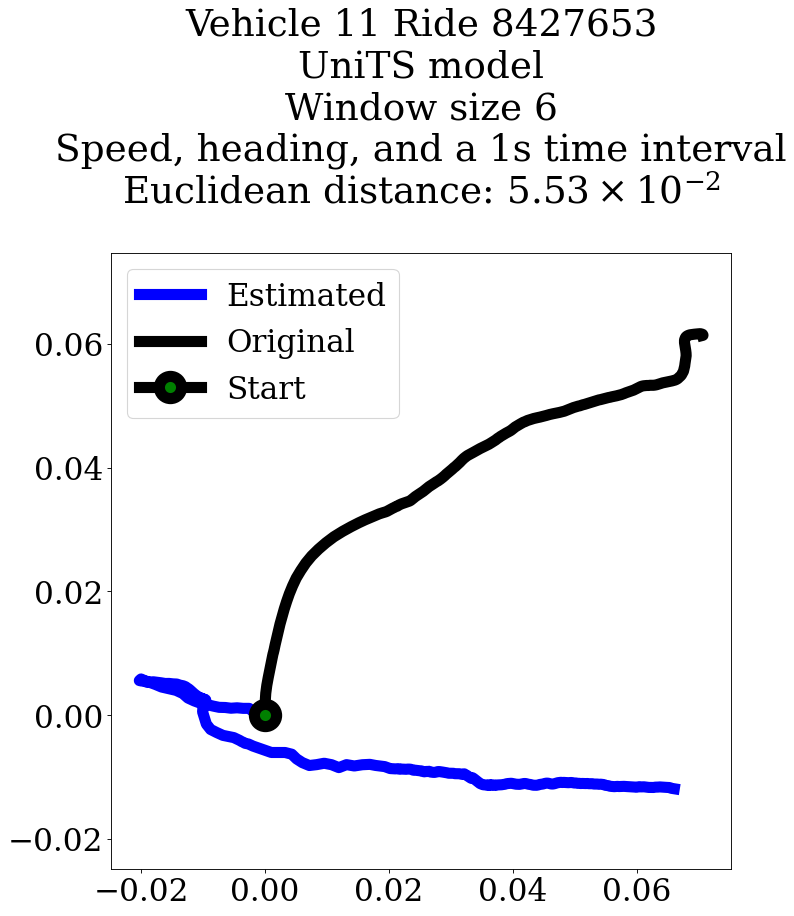 Vehicle 11 Ride 8427653
UniTS model
Window size 6
Speed, heading, and a 1s time interval
Euclidean distance: 5.53 × 10⁻²
Estimated
Original
Start
0.06
0.04
0.02
0.00
−0.02
−0.02 0.00 0.02 0.04 0.06